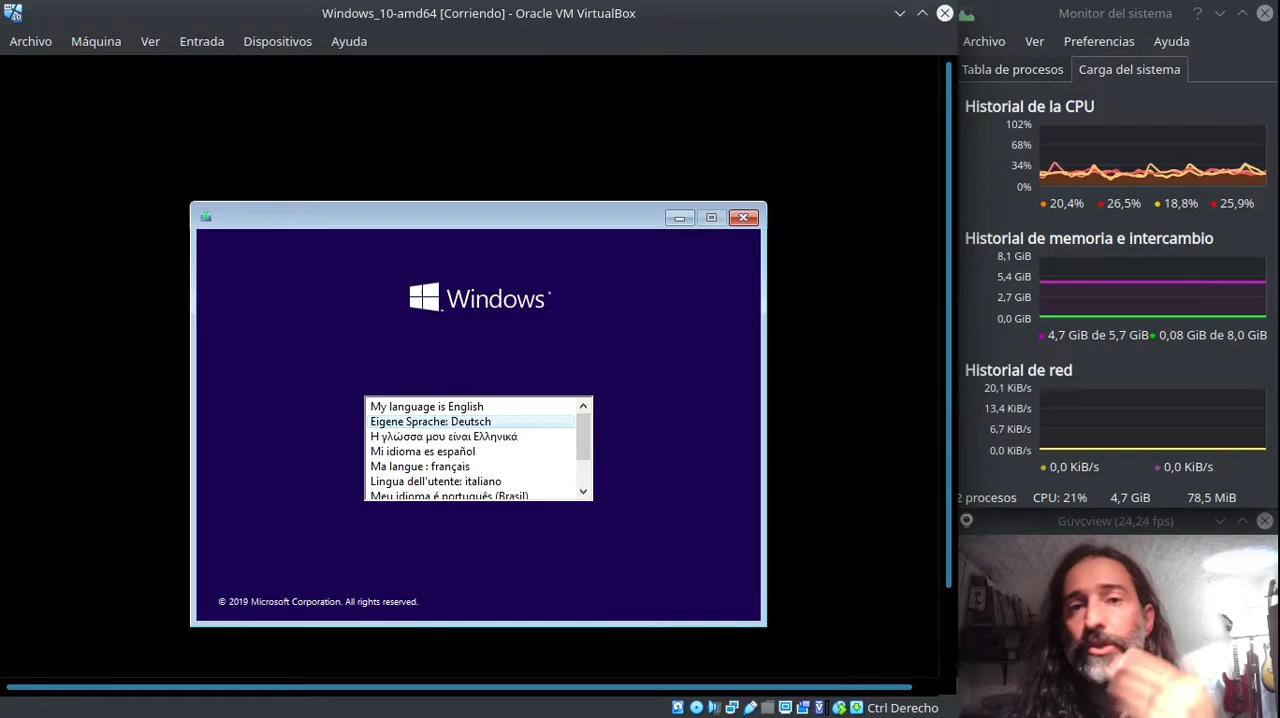 Windows_10-amd64 [Corriendo] - Oracle VM VirtualBox
Archivo Máquina Ver Entrada Dispositivos Ayuda
Windows
My language is English
Eigene Sprache: Deutsch
Η γλώσσα μου είναι Ελληνικά
Mi idioma es español
Ma langue : français
Lingua dell'utente: italiano
Meu idioma é português (Brasil)
© 2019 Microsoft Corporation. All rights reserved.
Ctrl Derecho
Monitor del sistema
Archivo Ver Preferencias Ayuda
Tabla de procesos Carga del sistema
Historial de la CPU
102%
68%
34%
0%
20,4% 26,5% 18,8% 25,9%
Historial de memoria e intercambio
8,1 GiB
5,4 GiB
2,7 GiB
0,0 GiB
4,7 GiB de 5,7 GiB 0,08 GiB de 8,0 GiB
Historial de red
20,1 KiB/s
13,4 KiB/s
6,7 KiB/s
0,0 KiB/s
0,0 KiB/s 0,0 KiB/s
2 procesos CPU: 21% 4,7 GiB 78,5 MiB
Guvcview (24,24 fps)